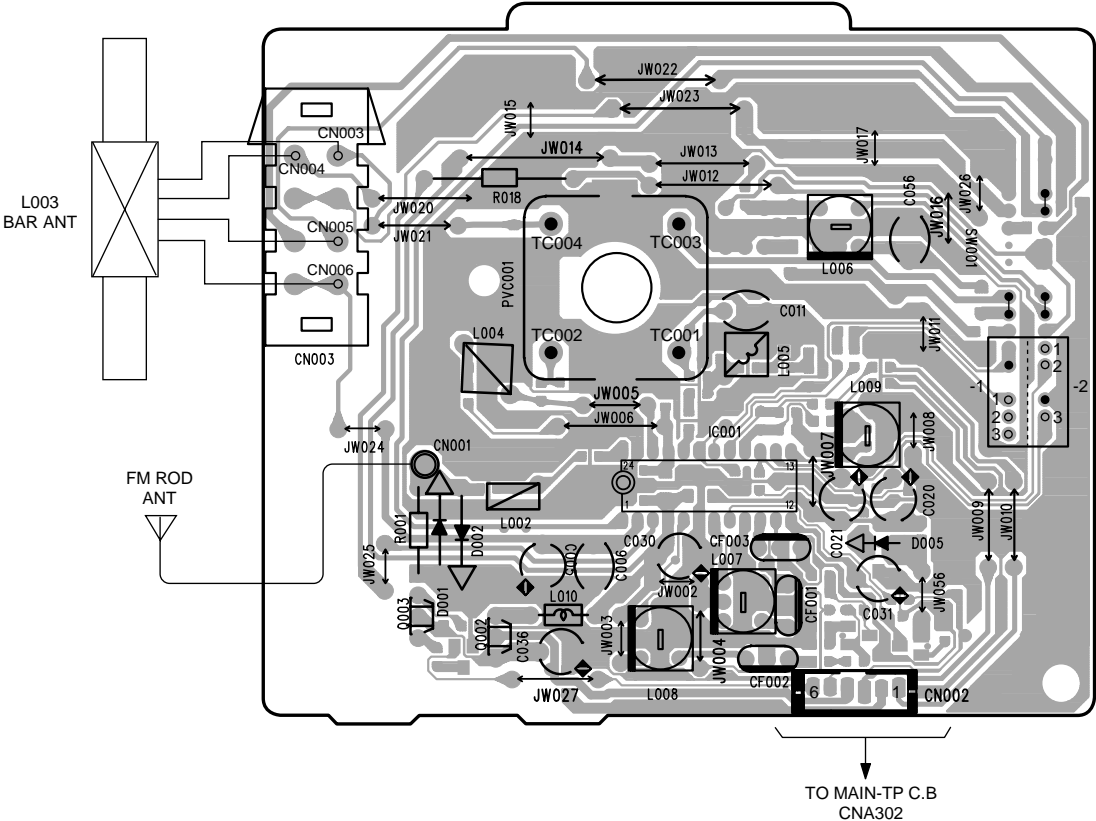 JW022
JW023
JW015
JW017
CN003
JW014
JW013
CN004
JW012
C056
JW026
L003
BAR ANT
R018
JW020
JW016
CN005
JW021
TC004
TC003
SW001
L006
CN006
PVC001
C011
JW011
L004
TC002
TC001
L005
CN003
1
2
-1
-2
L009
JW005
1
JW006
2
3
3
JW024
CN001
IC001
JW007
JW008
24
13
FM ROD
ANT
1
12
L002
C020
JW009
JW010
R001
D002
C030
CF003
C021
D005
JW025
C006
L007
JW002
CF001
JW056
C031
L010
Q003
D001
Q002
C036
JW003
JW004
CF002
JW027
L008
6
1
CN002
TO MAIN-TP C.B
CNA302